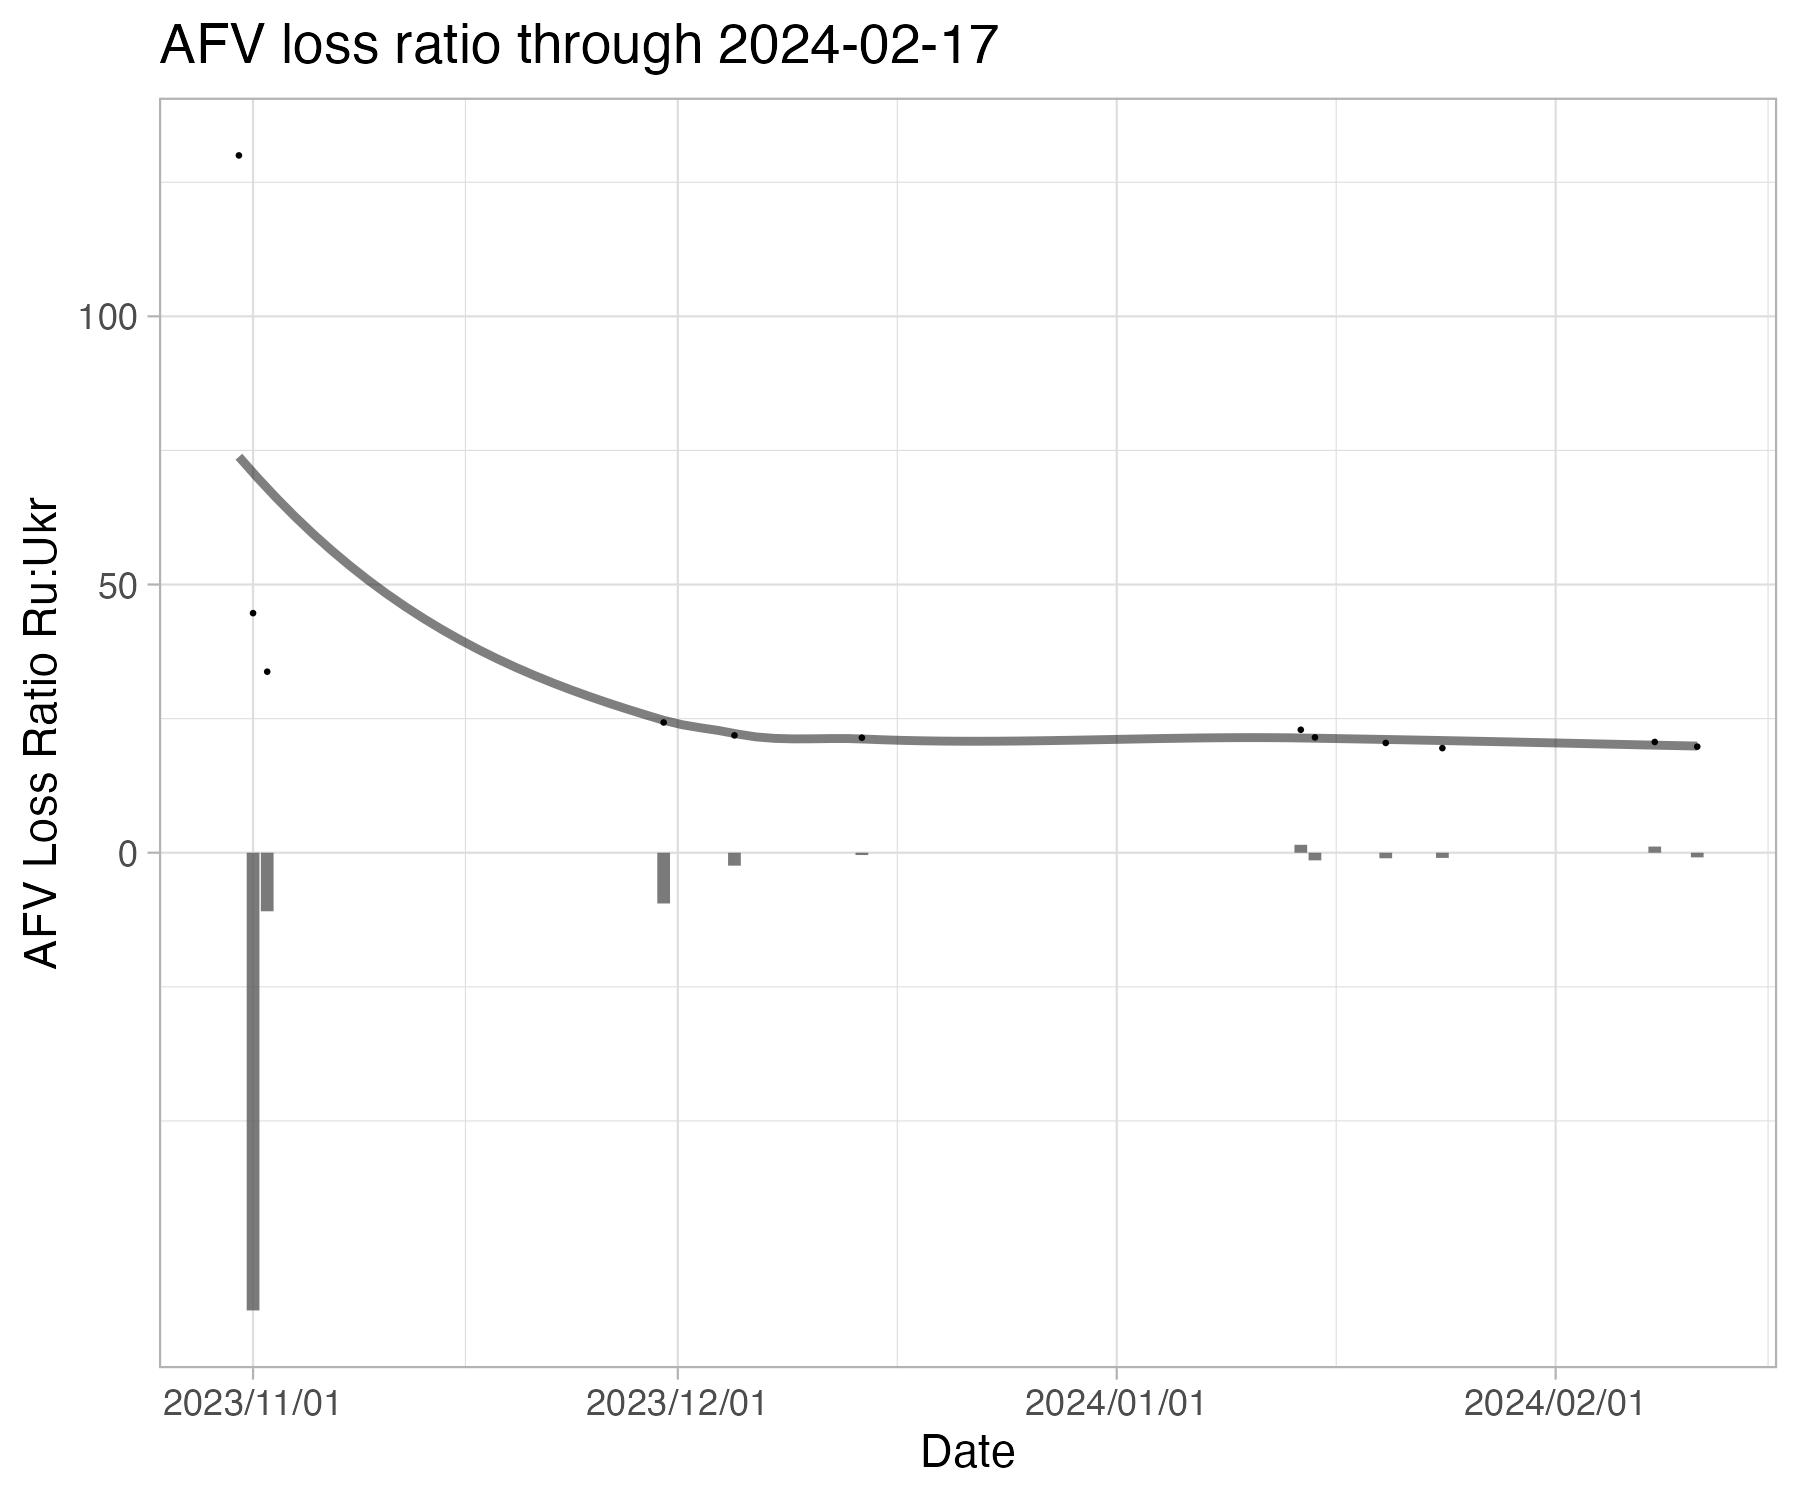 AFV loss ratio through 2024-02-17
AFV Loss Ratio Ru:Ukr
100
50
0
2023/11/01
2023/12/01
2024/01/01
2024/02/01
Date